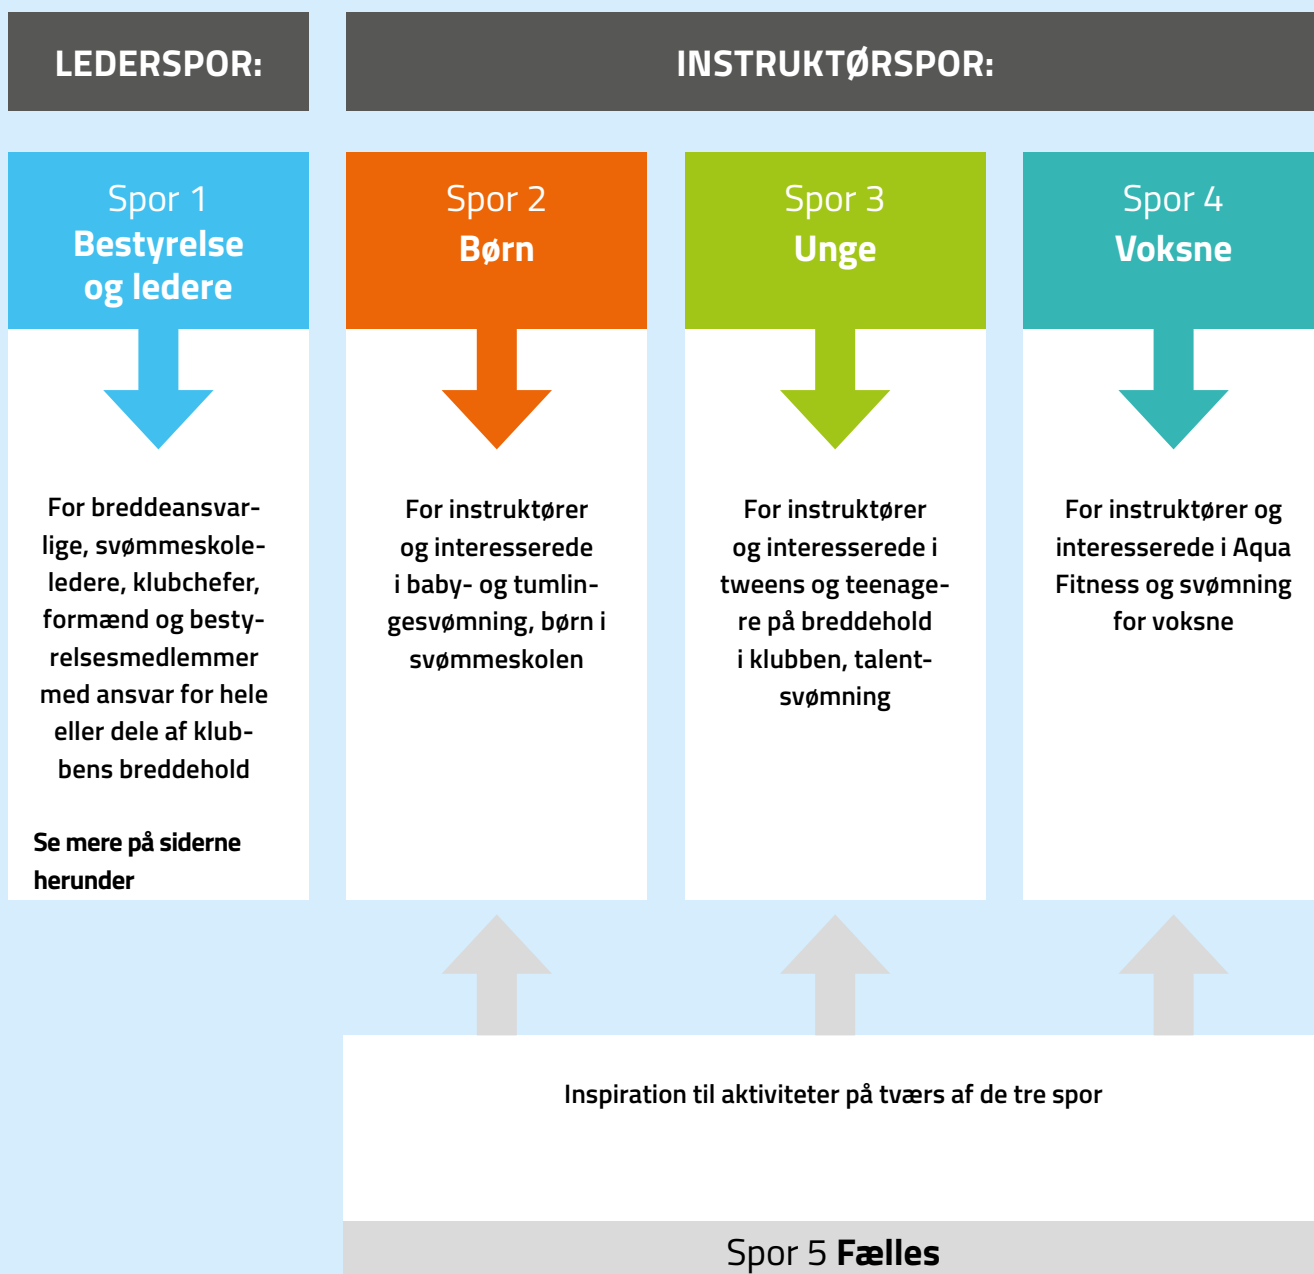 LEDERSPOR:
INSTRUKTØRSPOR:
Spor 1
Bestyrelse
og ledere
For breddeansvar-
lige, svømmeskole-
ledere, klubchefer,
formænd og besty-
relsesmedlemmer
med ansvar for hele
eller dele af klub-
bens breddehold
Se mere på siderne
herunder
Spor 2
Børn
For instruktører
og interesserede
i baby- og tumlin-
gesvømning, børn i
svømmeskolen
Spor 3
Unge
For instruktører
og interesserede i
tweens og teenage-
re på breddehold
i klubben, talent-
svømning
Spor 4
Voksne
For instruktører og
interesserede i Aqua
Fitness og svømning
for voksne
Inspiration til aktiviteter på tværs af de tre spor
Spor 5 Fælles